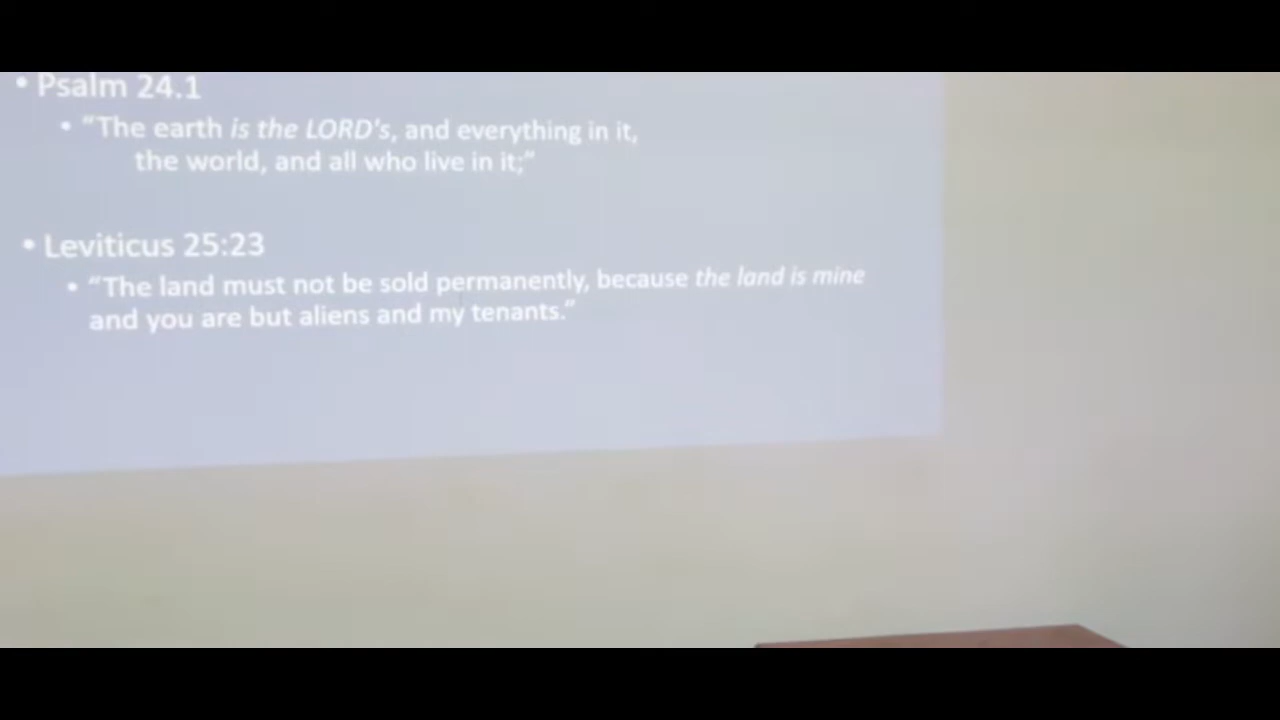 • Psalm 24.1
• “The earth is the LORD's, and everything in it,
the world, and all who live in it;”
• Leviticus 25:23
• “The land must not be sold permanently, because the land is mine
and you are but aliens and my tenants.”